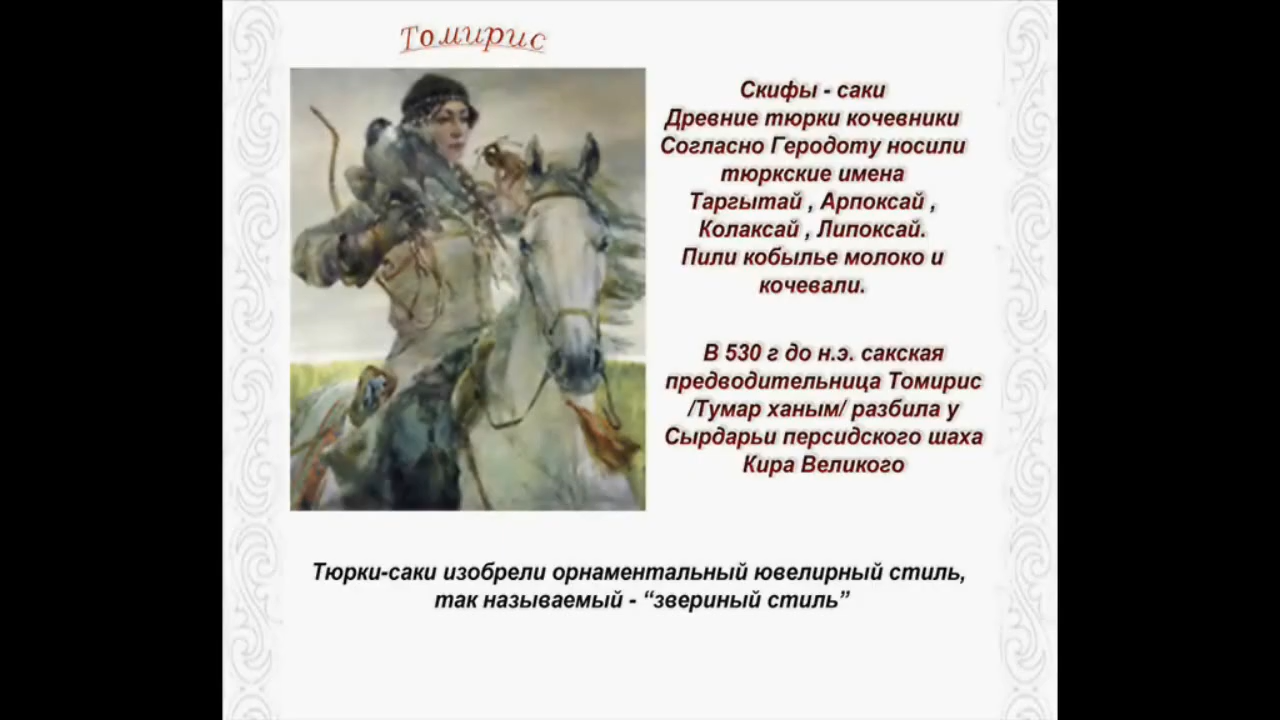 Томирис
Скифы - саки
Древние тюрки кочевники
Согласно Геродоту носили
тюркские имена
Таргытай , Арпоксай ,
Колаксай , Липоксай.
Пили кобылье молоко и
кочевали.
В 530 г до н.э. сакская
предводительница Томирис
/Тумар ханым/ разбила у
Сырдарьи персидского шаха
Кира Великого
Тюрки-саки изобрели орнаментальный ювелирный стиль,
так называемый - “звериный стиль”